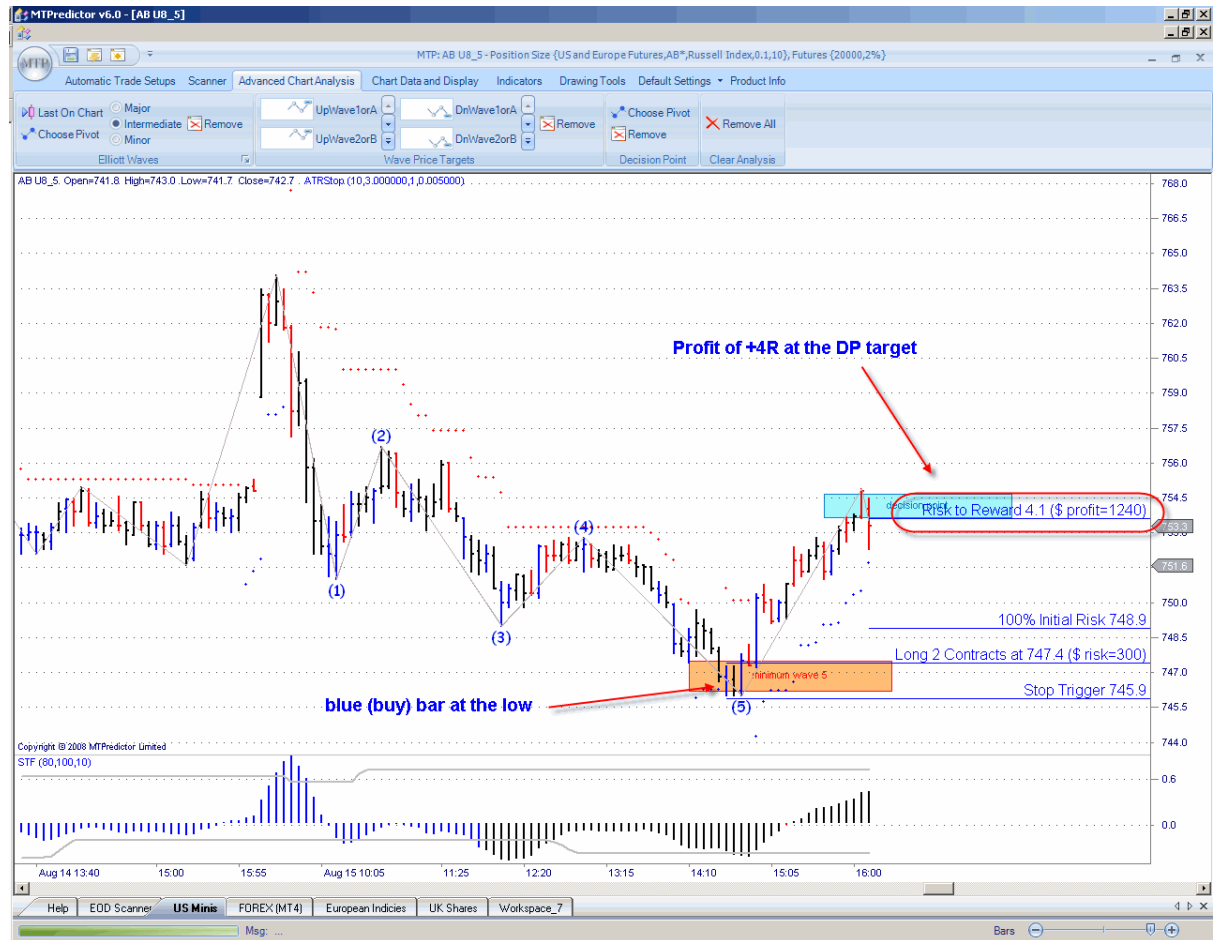 MTPredictor v6.0 - [AB U8_5]
MTP: AB U8_5 - Position Size {US and Europe Futures,AB*,Russell Index,0.1,10}, Futures {20000,2%}
MTP
Automatic Trade Setups Scanner Advanced Chart Analysis Chart Data and Display Indicators Drawing Tools Default Settings Product Info
Last On Chart
Choose Pivot
Major
Intermediate
Minor
Remove
Elliott Waves
UpWave1orA
UpWave2orB
DnWave1orA
DnWave2orB
Remove
Wave Price Targets
Choose Pivot
Remove
Decision Point
Remove All
Clear Analysis
AB U8_5 Open=741.8 High=743.0 Low=741.7 Close=742.7 ATRStop (10,3.000000,1,0.005000)
768.0
766.5
765.0
763.5
762.0
760.5
759.0
757.5
756.0
754.5
753.3
753.0
751.6
750.0
748.5
747.0
745.5
744.0
Profit of +4R at the DP target
(2)
(1)
(4)
(3)
(5)
decision point
Risk to Reward 4.1 ($ profit=1240)
100% Initial Risk 748.9
Long 2 Contracts at 747.4 ($ risk=300)
minimum wave 5
Stop Trigger 745.9
blue (buy) bar at the low
Copyright © 2008 MTPredictor Limited
STF (80,100,10)
0.6
0.0
Aug 14 13:40 15:00 15:55 Aug 15 10:05 11:25 12:20 13:15 14:10 15:05 16:00
Help EOD Scanner US Minis FOREX (MT4) European Indicies UK Shares Workspace_7
Msg: ...
Bars